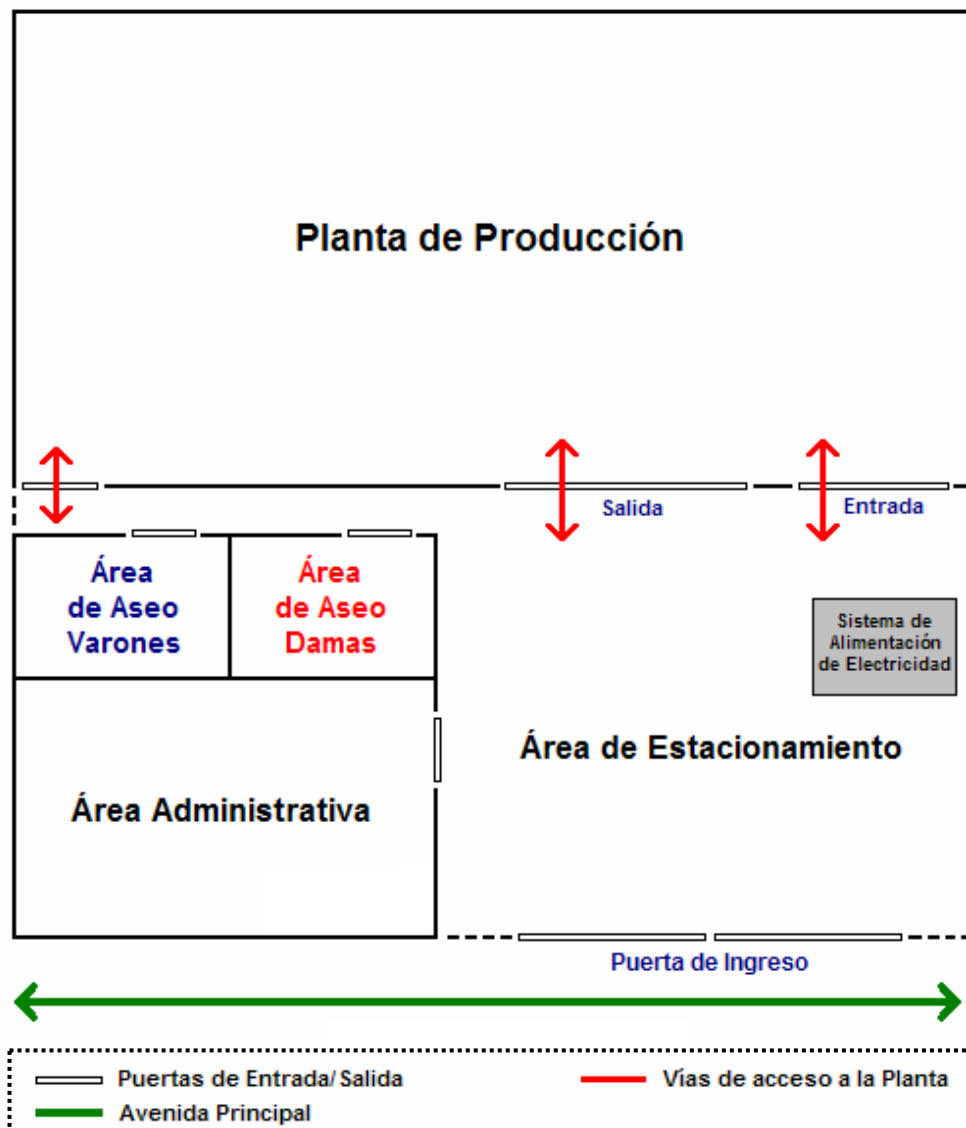 Planta de Producción
Salida
Entrada
Área
de Aseo
Varones
Área
de Aseo
Damas
Sistema de
Alimentación
de Electricidad
Área de Estacionamiento
Área Administrativa
Puerta de Ingreso
Puertas de Entrada/Salida
Vías de acceso a la Planta
Avenida Principal